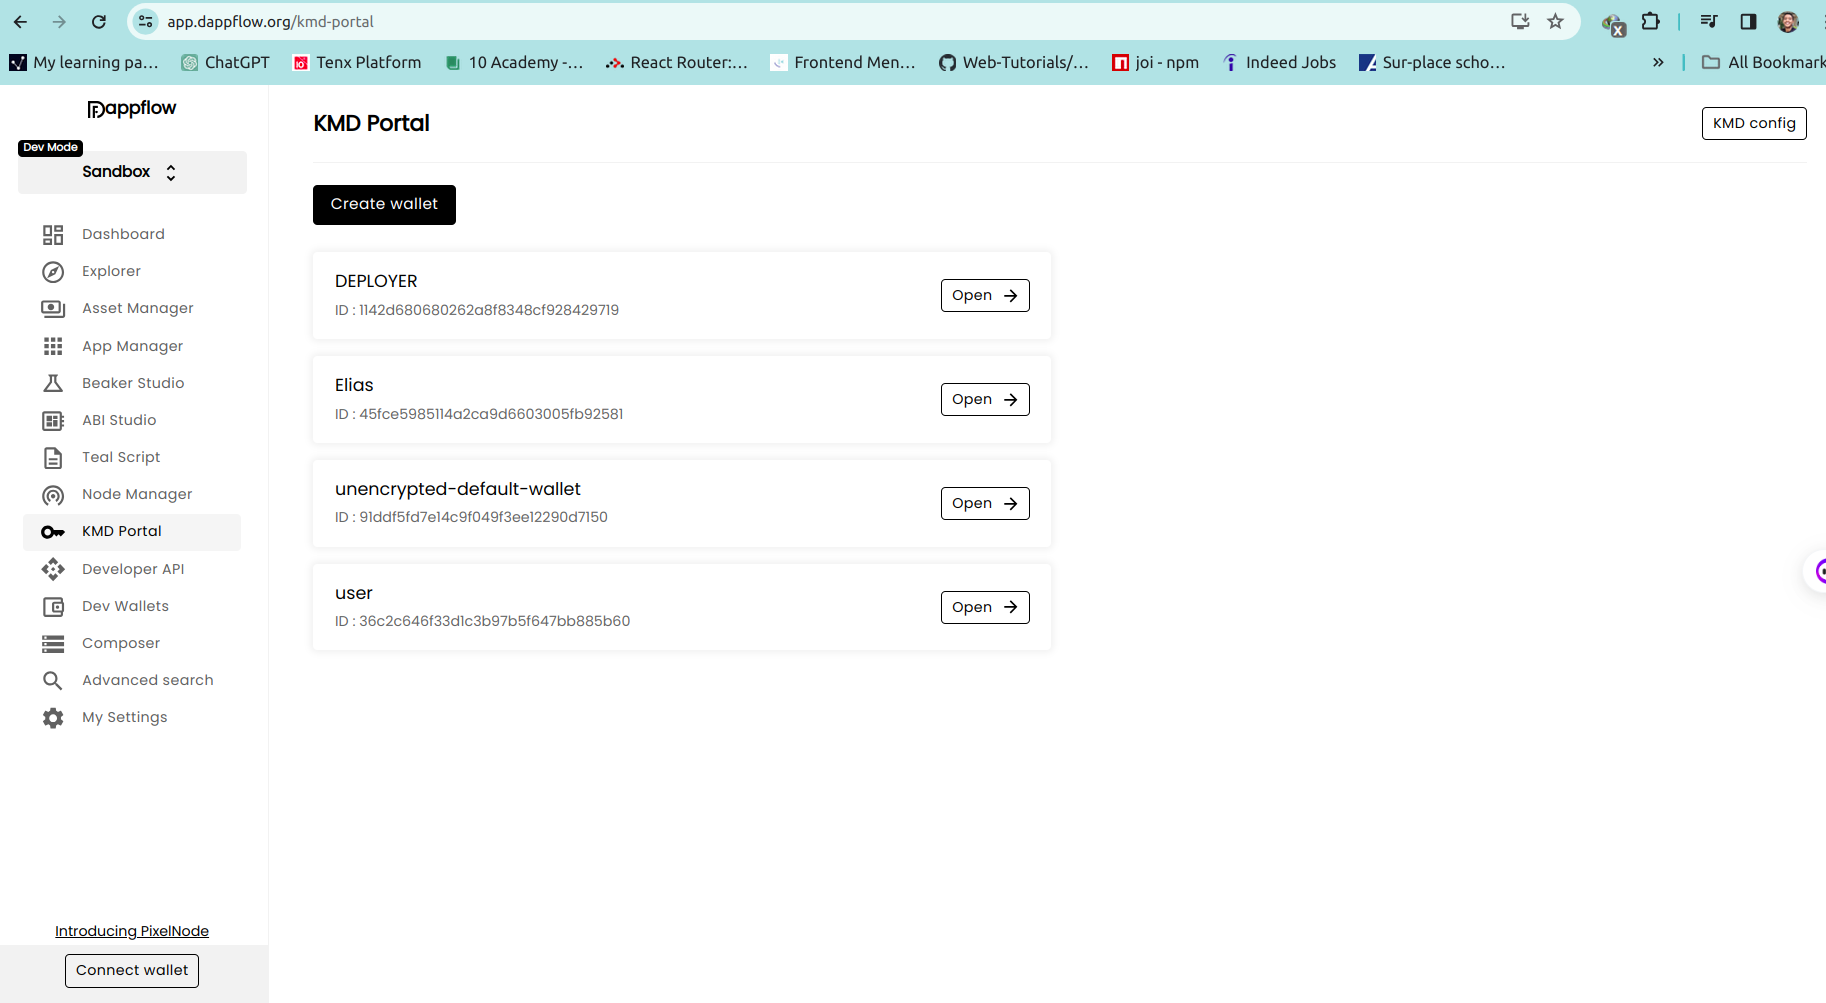 app.dappflow.org/kmd-portal
My learning pa... ChatGPT Tenx Platform 10 Academy -... React Router:... Frontend Men... Web-Tutorials/... joi - npm Indeed Jobs Sur-place scho... » All Bookmark
Dappflow
Dev Mode
Sandbox
Dashboard
Explorer
Asset Manager
App Manager
Beaker Studio
ABI Studio
Teal Script
Node Manager
KMD Portal
Developer API
Dev Wallets
Composer
Advanced search
My Settings
Introducing PixelNode
Connect wallet
KMD Portal
KMD config
Create wallet
DEPLOYER
ID : 1142d680680262a8f8348cf928429719
Open
Elias
ID : 45fce5985114a2ca9d6603005fb92581
Open
unencrypted-default-wallet
ID : 91ddf5fd7e14c9f049f3ee12290d7150
Open
user
ID : 36c2c646f33d1c3b97b5f647bb885b60
Open